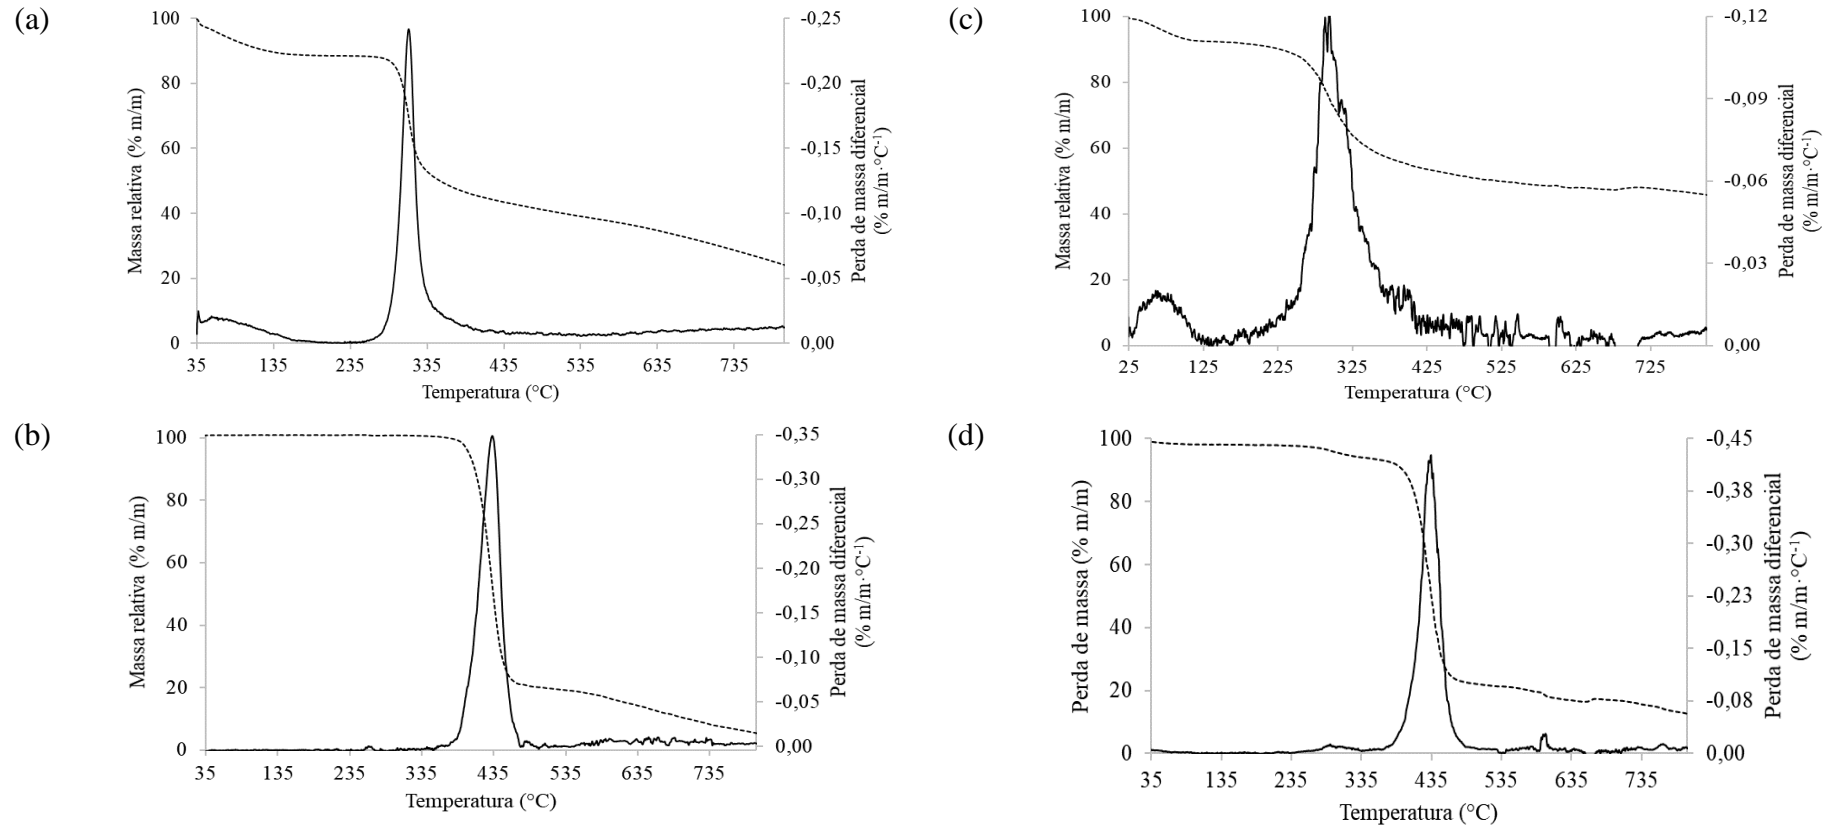 (a)
Massa relativa (% m/m)
100
80
60
40
20
0
-0,25
-0,20
-0,15
-0,10
-0,05
0,00
Perda de massa diferencial
(% m/m·°C⁻¹)
35 135 235 335 435 535 635 735
Temperatura (°C)
(c)
Massa relativa (% m/m)
100
80
60
40
20
0
-0,12
-0,09
-0,06
-0,03
0,00
Perda de massa diferencial
(% m/m·°C⁻¹)
25 125 225 325 425 525 625 725
Temperatura (°C)
(b)
Massa relativa (% m/m)
100
80
60
40
20
0
-0,35
-0,30
-0,25
-0,20
-0,15
-0,10
-0,05
0,00
Perda de massa diferencial
(% m/m·°C⁻¹)
35 135 235 335 435 535 635 735
Temperatura (°C)
(d)
Perda de massa (% m/m)
100
80
60
40
20
0
-0,45
-0,38
-0,30
-0,23
-0,15
-0,08
0,00
Perda de massa diferencial
(% m/m·°C⁻¹)
35 135 235 335 435 535 635 735
Temperatura (°C)